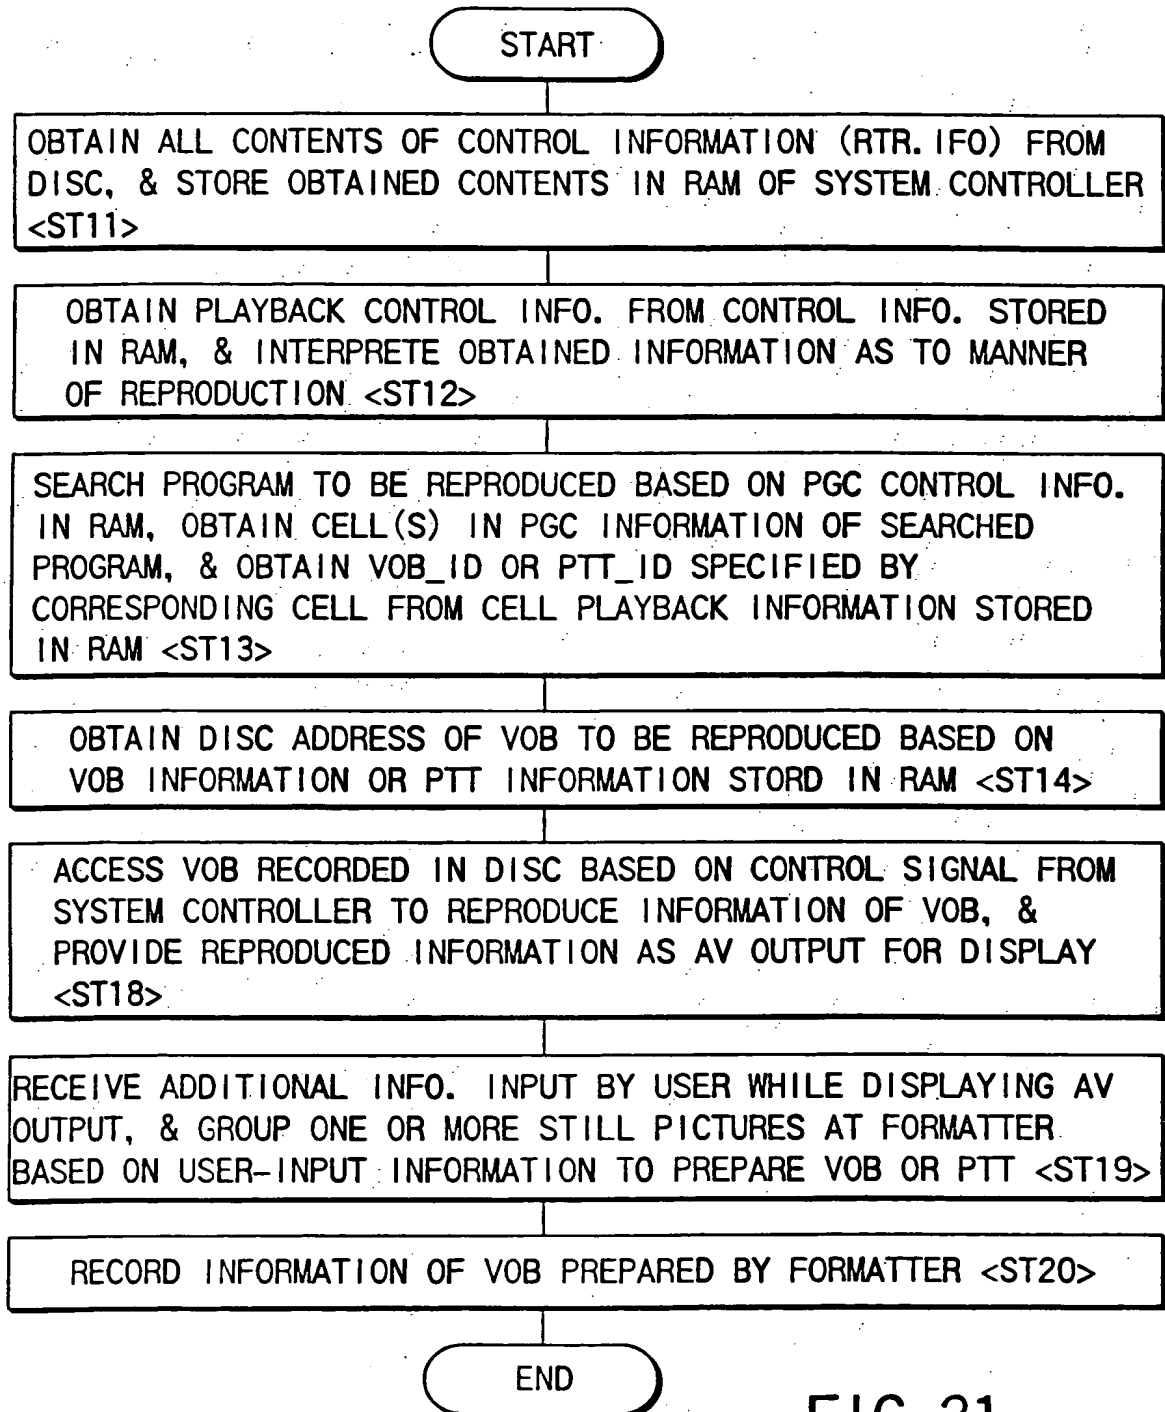 START
OBTAIN ALL CONTENTS OF CONTROL INFORMATION (RTR.IFO) FROM
DISC, & STORE OBTAINED CONTENTS IN RAM OF SYSTEM CONTROLLER
<ST11>
OBTAIN PLAYBACK CONTROL INFO. FROM CONTROL INFO. STORED
IN RAM, & INTERPRETE OBTAINED INFORMATION AS TO MANNER
OF REPRODUCTION <ST12>
SEARCH PROGRAM TO BE REPRODUCED BASED ON PGC CONTROL INFO.
IN RAM, OBTAIN CELL(S) IN PGC INFORMATION OF SEARCHED
PROGRAM, & OBTAIN VOB_ID OR PTT_ID SPECIFIED BY
CORRESPONDING CELL FROM CELL PLAYBACK INFORMATION STORED
IN RAM <ST13>
OBTAIN DISC ADDRESS OF VOB TO BE REPRODUCED BASED ON
VOB INFORMATION OR PTT INFORMATION STORD IN RAM <ST14>
ACCESS VOB RECORDED IN DISC BASED ON CONTROL SIGNAL FROM
SYSTEM CONTROLLER TO REPRODUCE INFORMATION OF VOB, &
PROVIDE REPRODUCED INFORMATION AS AV OUTPUT FOR DISPLAY
<ST18>
RECEIVE ADDITIONAL INFO. INPUT BY USER WHILE DISPLAYING AV
OUTPUT, & GROUP ONE OR MORE STILL PICTURES AT FORMATTER
BASED ON USER-INPUT INFORMATION TO PREPARE VOB OR PTT <ST19>
RECORD INFORMATION OF VOB PREPARED BY FORMATTER <ST20>
END
FIG. 21